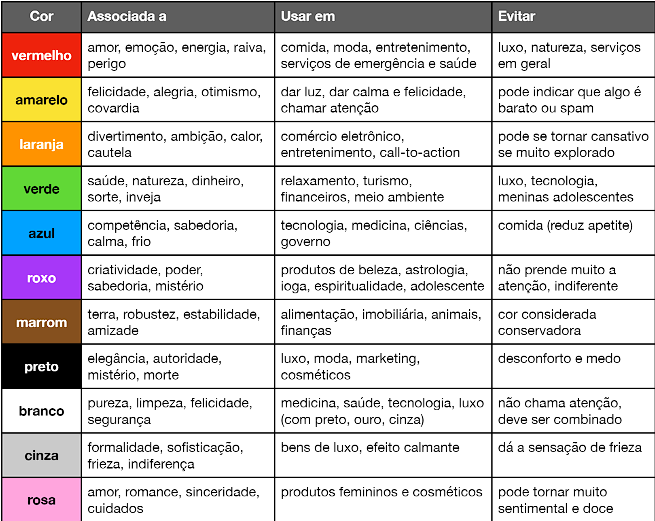 Cor Associada a Usar em Evitar
vermelho amor, emoção, energia, raiva, comida, moda, entretenimento, luxo, natureza, serviços
perigo serviços de emergência e saúde em geral
amarelo felicidade, alegria, otimismo, dar luz, dar calma e felicidade, pode indicar que algo é
covardia chamar atenção barato ou spam
laranja divertimento, ambição, calor, comércio eletrônico, pode se tornar cansativo
cautela entretenimento, call-to-action se muito explorado
verde saúde, natureza, dinheiro, relaxamento, turismo, luxo, tecnologia,
sorte, inveja financeiros, meio ambiente meninas adolescentes
azul competência, sabedoria, tecnologia, medicina, ciências, comida (reduz apetite)
calma, frio governo
roxo criatividade, poder, produtos de beleza, astrologia, não prende muito a
sabedoria, mistério ioga, espiritualidade, adolescente atenção, indiferente
marrom terra, robustez, estabilidade, alimentação, imobiliária, animais, cor considerada
amizade finanças conservadora
preto elegância, autoridade, luxo, moda, marketing, desconforto e medo
mistério, morte cosméticos
branco pureza, limpeza, felicidade, medicina, saúde, tecnologia, luxo não chama atenção,
segurança (com preto, ouro, cinza) deve ser combinado
cinza formalidade, sofisticação, bens de luxo, efeito calmante dá a sensação de frieza
frieza, indiferença
rosa amor, romance, sinceridade, produtos femininos e cosméticos pode tornar muito
cuidados sentimental e doce